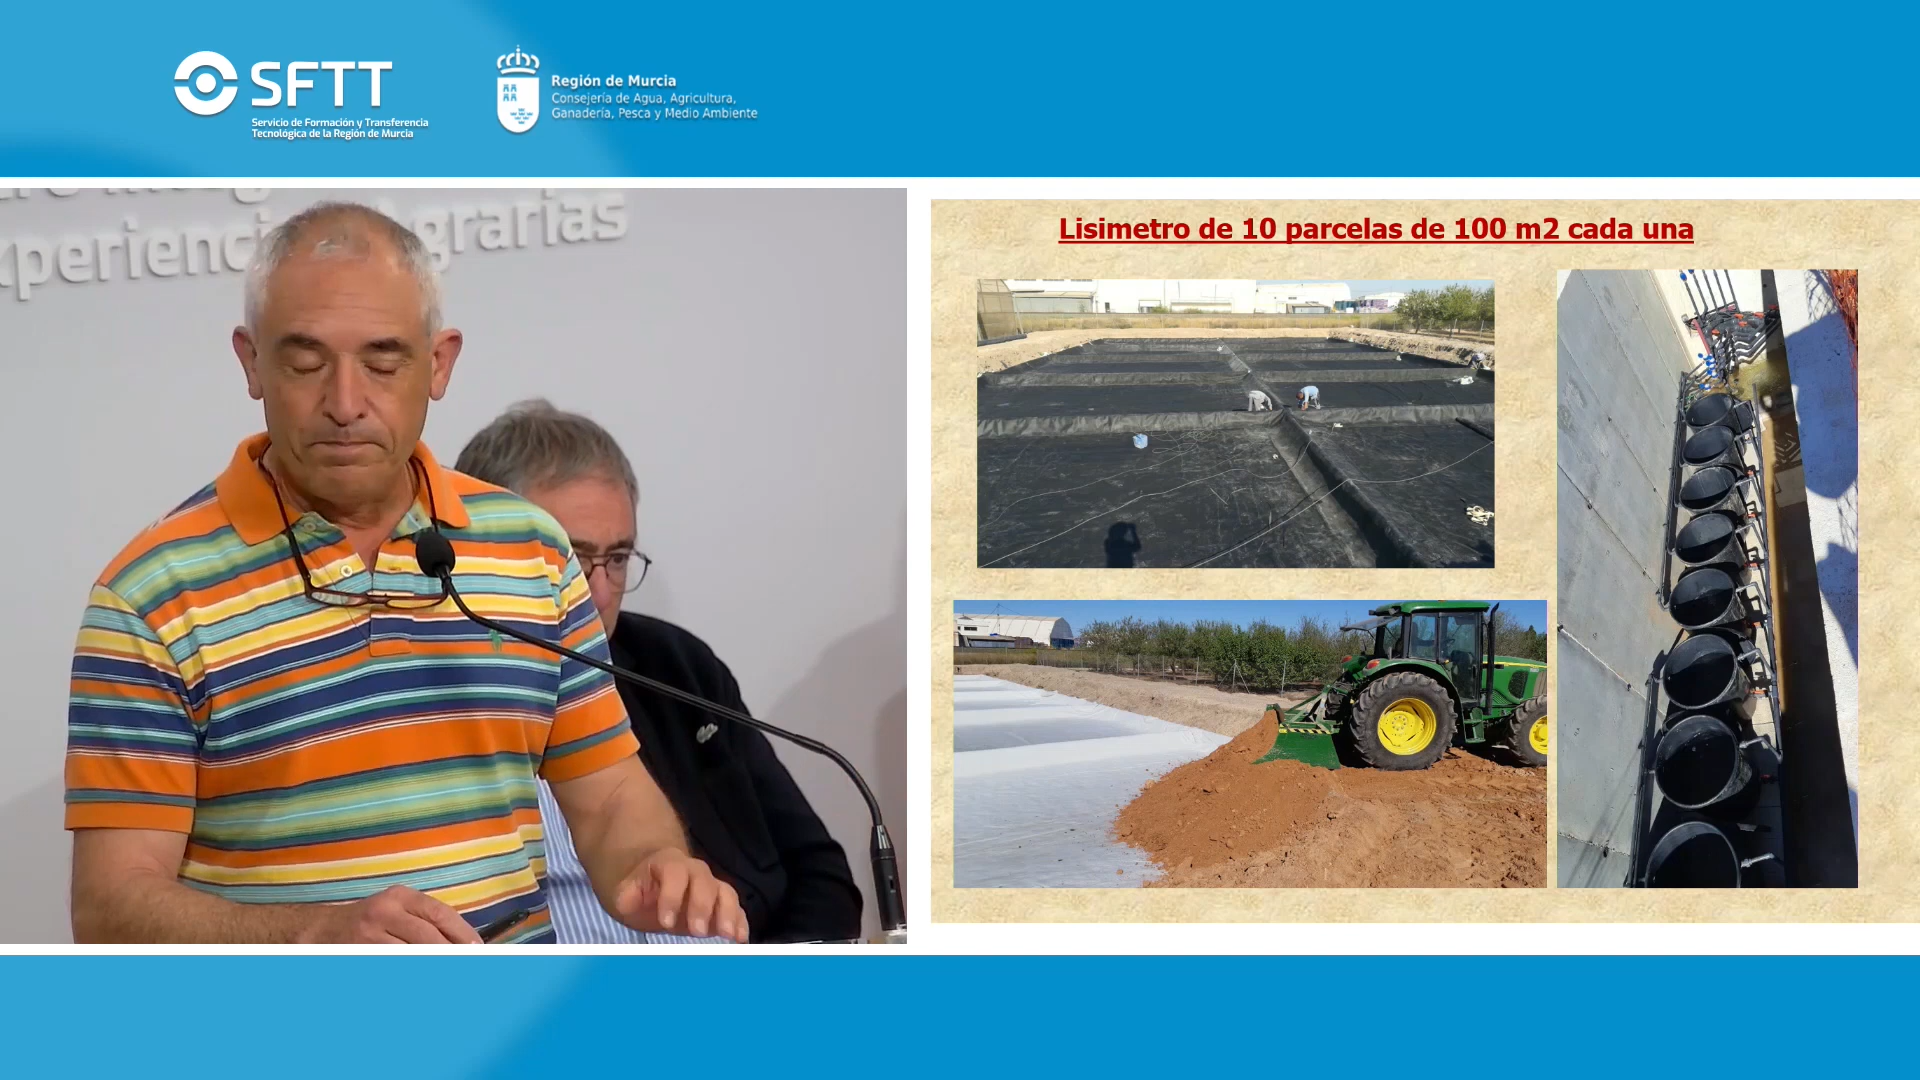 SFTT
Servicio de Formación y Transferencia
Tecnológica de la Región de Murcia
Región de Murcia
Consejería de Agua, Agricultura,
Ganadería, Pesca y Medio Ambiente
Agrarias
Lisimetro de 10 parcelas de 100 m2 cada una